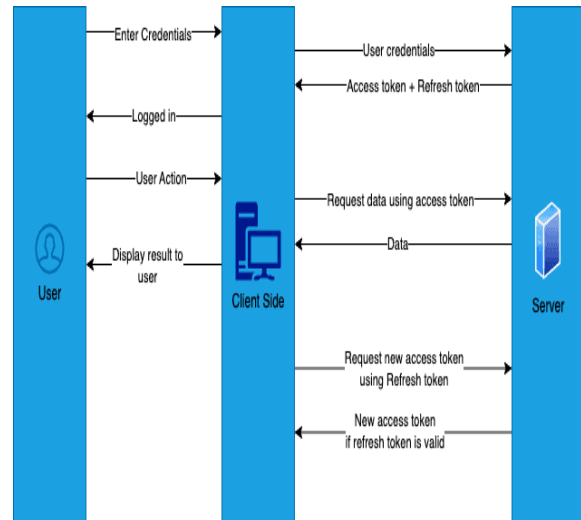 Enter Credentials
User credentials
Access token + Refresh token
Logged in
User Action
Request data using access token
Data
Display result to
user
User
Client Side
Server
Request new access token
using Refresh token
New access token
if refresh token is valid